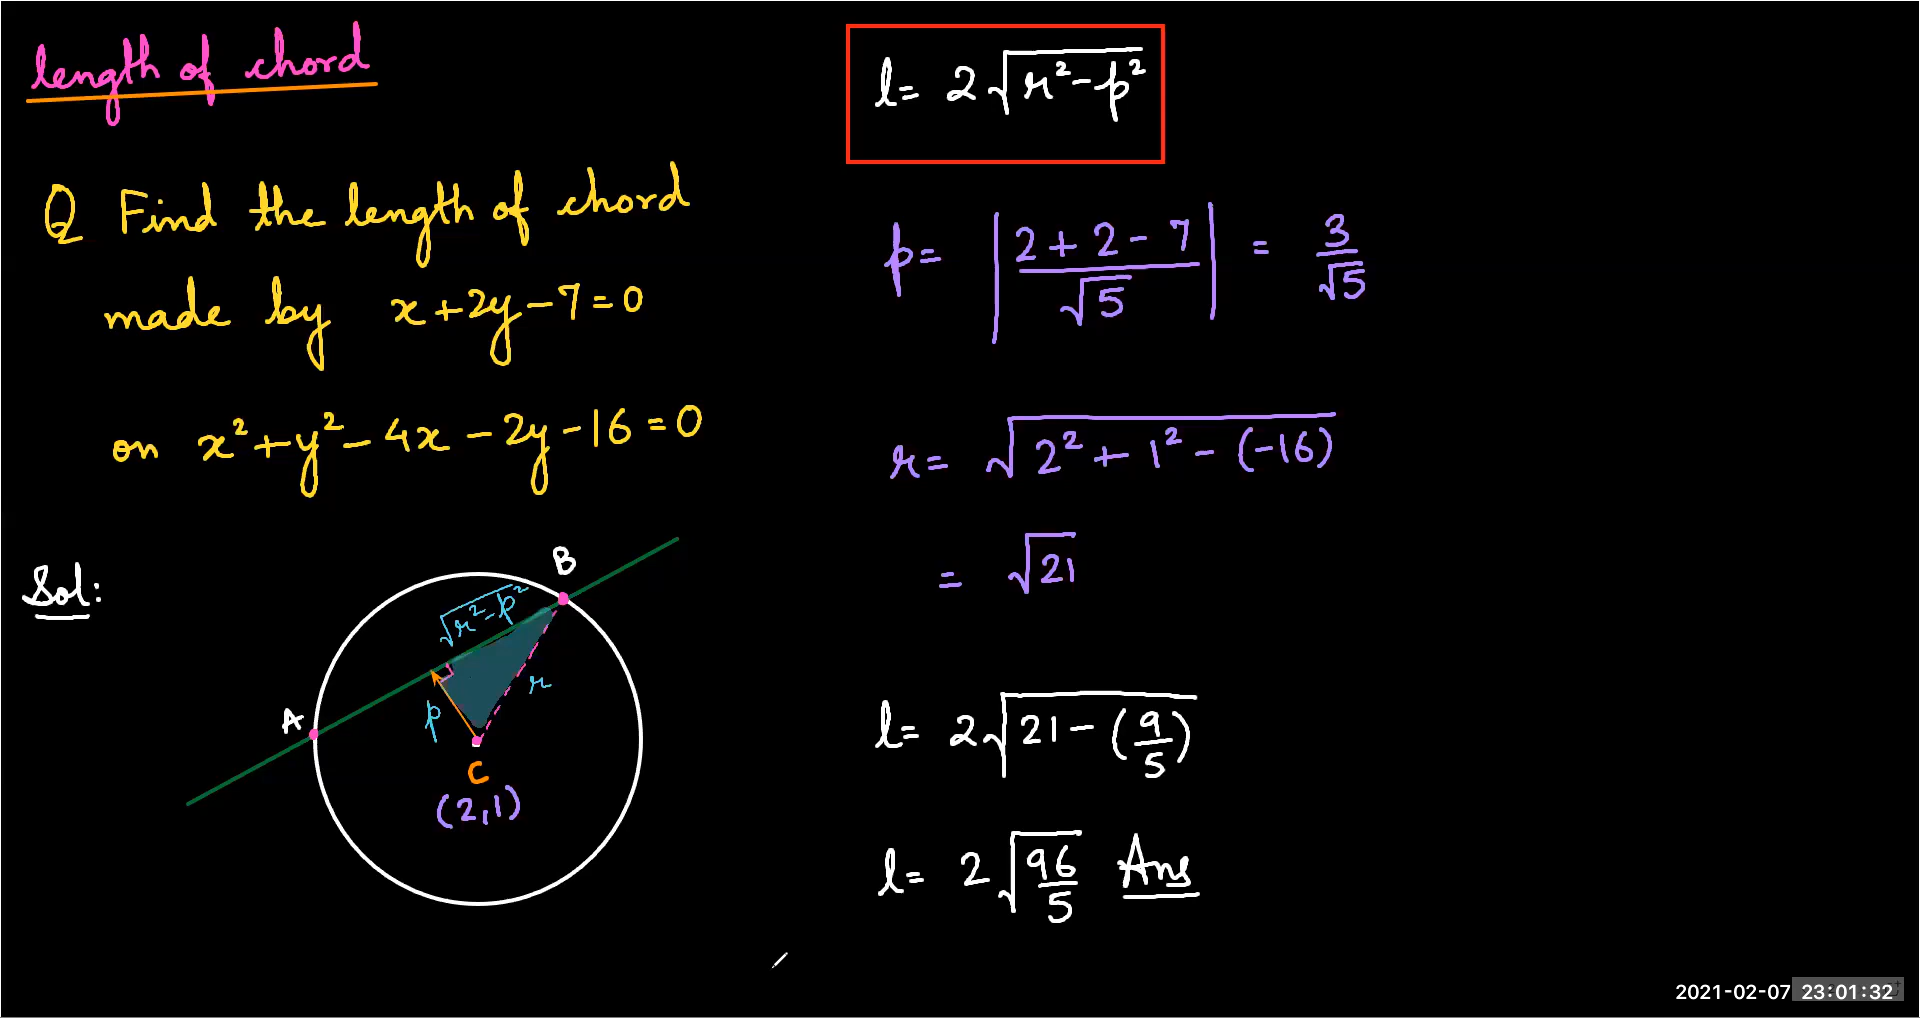 length of chord
Q Find the length of chord
made by x+2y-7=0
on x²+y²-4x-2y-16=0
Sol:
B
√r²-p²
r
A
p
C
(2,1)
l= 2√r²-p²
p= |2+2-7/√5| = 3/√5
r= √2²+1²-(-16)
= √21
l= 2√21-(9/5)
l= 2√96/5 Ans
2021-02-07 23:01:32